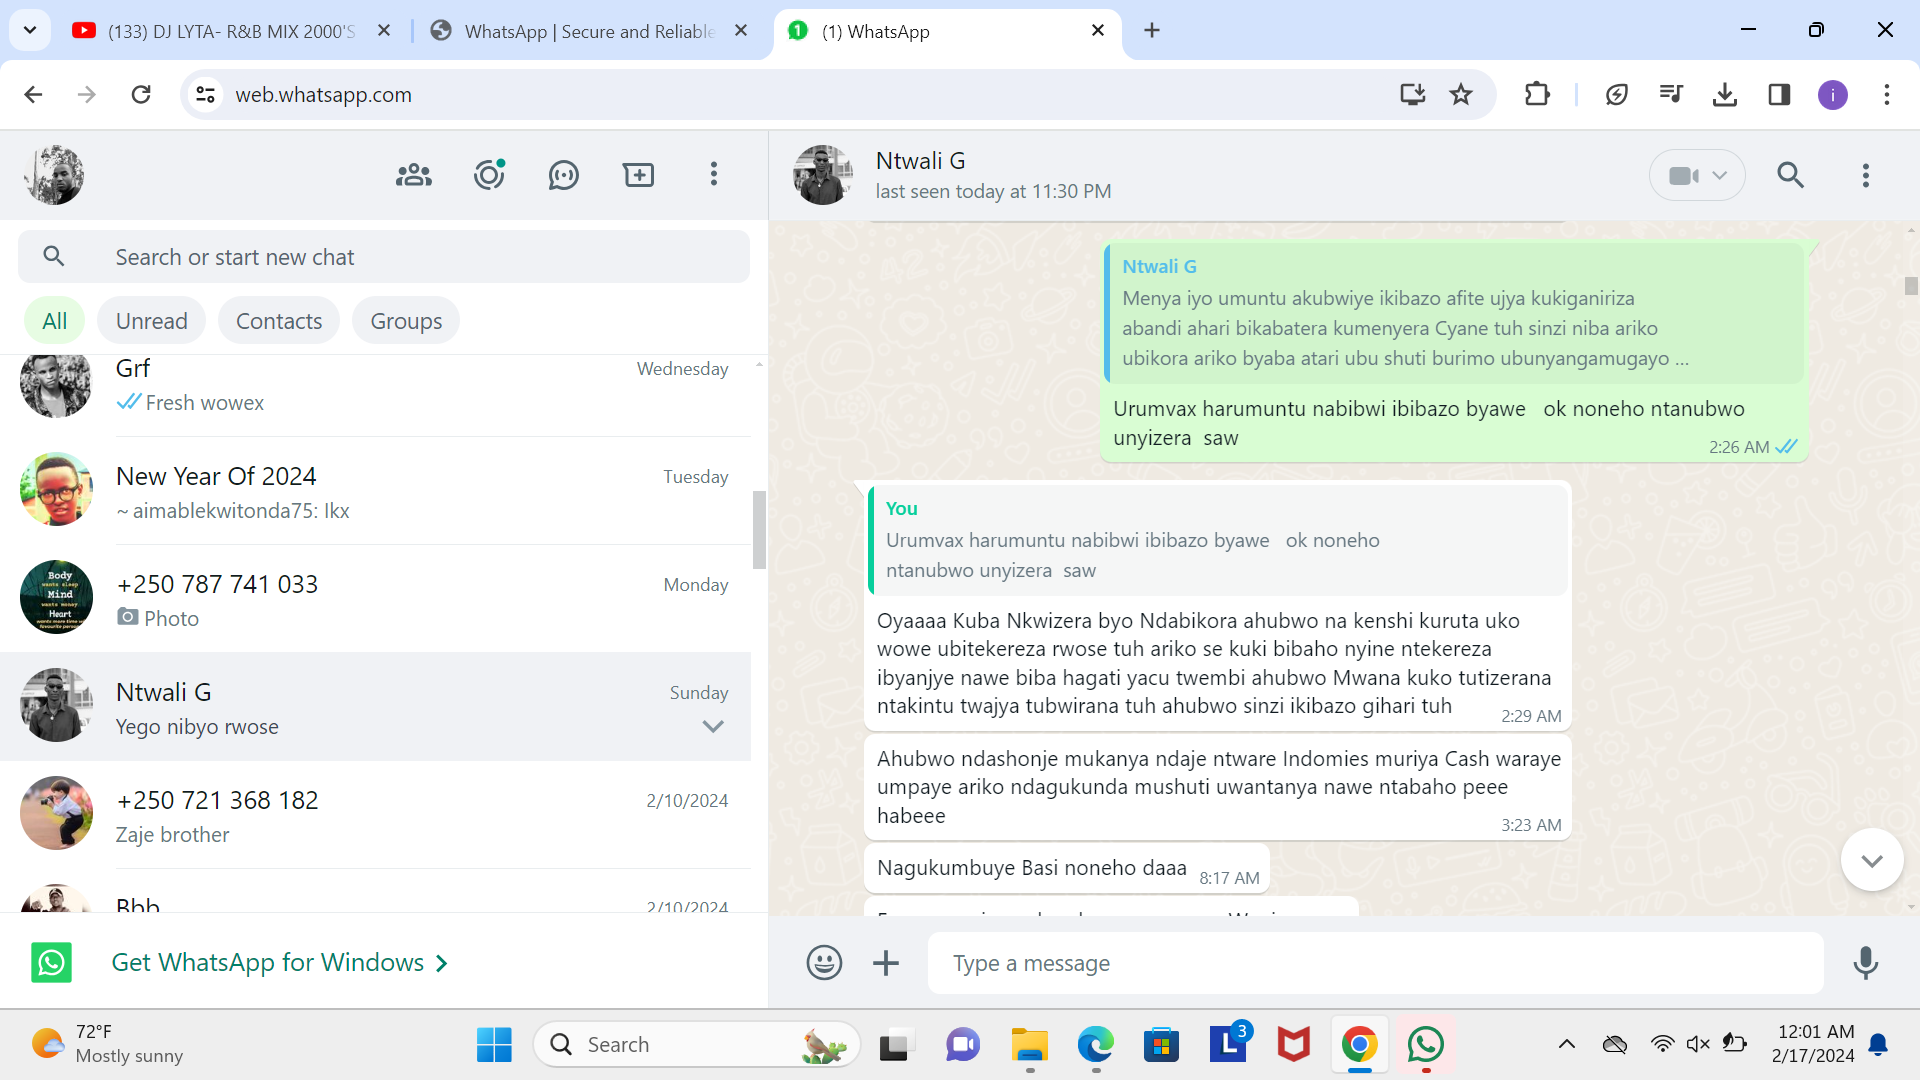 (133) DJ LYTA- R&B MIX 2000'S
WhatsApp | Secure and Reliable
(1) WhatsApp
web.whatsapp.com
i
Ntwali G
last seen today at 11:30 PM
Search or start new chat
All
Unread
Contacts
Groups
Grf
Wednesday
Fresh wowex
New Year Of 2024
Tuesday
~ aimablekwitonda75: Ikx
Body
wants sleep
Mind
wants money
Heart
+250 787 741 033
Monday
Photo
Ntwali G
Sunday
Yego nibyo rwose
+250 721 368 182
2/10/2024
Zaje brother
Bbb
2/10/2024
Get WhatsApp for Windows
Ntwali G
Menya iyo umuntu akubwiye ikibazo afite ujya kukiganiriza
abandi ahari bikabatera kumenyera Cyane tuh sinzi niba ariko
ubikora ariko byaba atari ubu shuti burimo ubunyangamugayo ...
Urumvax harumuntu nabibwi ibibazo byawe ok noneho ntanubwo
unyizera saw
2:26 AM
You
Urumvax harumuntu nabibwi ibibazo byawe ok noneho
ntanubwo unyizera saw
Oyaaaa Kuba Nkwizera byo Ndabikora ahubwo na kenshi kuruta uko
wowe ubitekereza rwose tuh ariko se kuki bibaho nyine ntekereza
ibyanjye nawe biba hagati yacu twembi ahubwo Mwana kuko tutizerana
ntakintu twajya tubwirana tuh ahubwo sinzi ikibazo gihari tuh
2:29 AM
Ahubwo ndashonje mukanya ndaje ntware Indomies muriya Cash waraye
umpaye ariko ndagukunda mushuti uwantanya nawe ntabaho peee
habeee
3:23 AM
Nagukumbuye Basi noneho daaa
8:17 AM
Type a message
72°F
Mostly sunny
Search
L
3
12:01 AM
2/17/2024